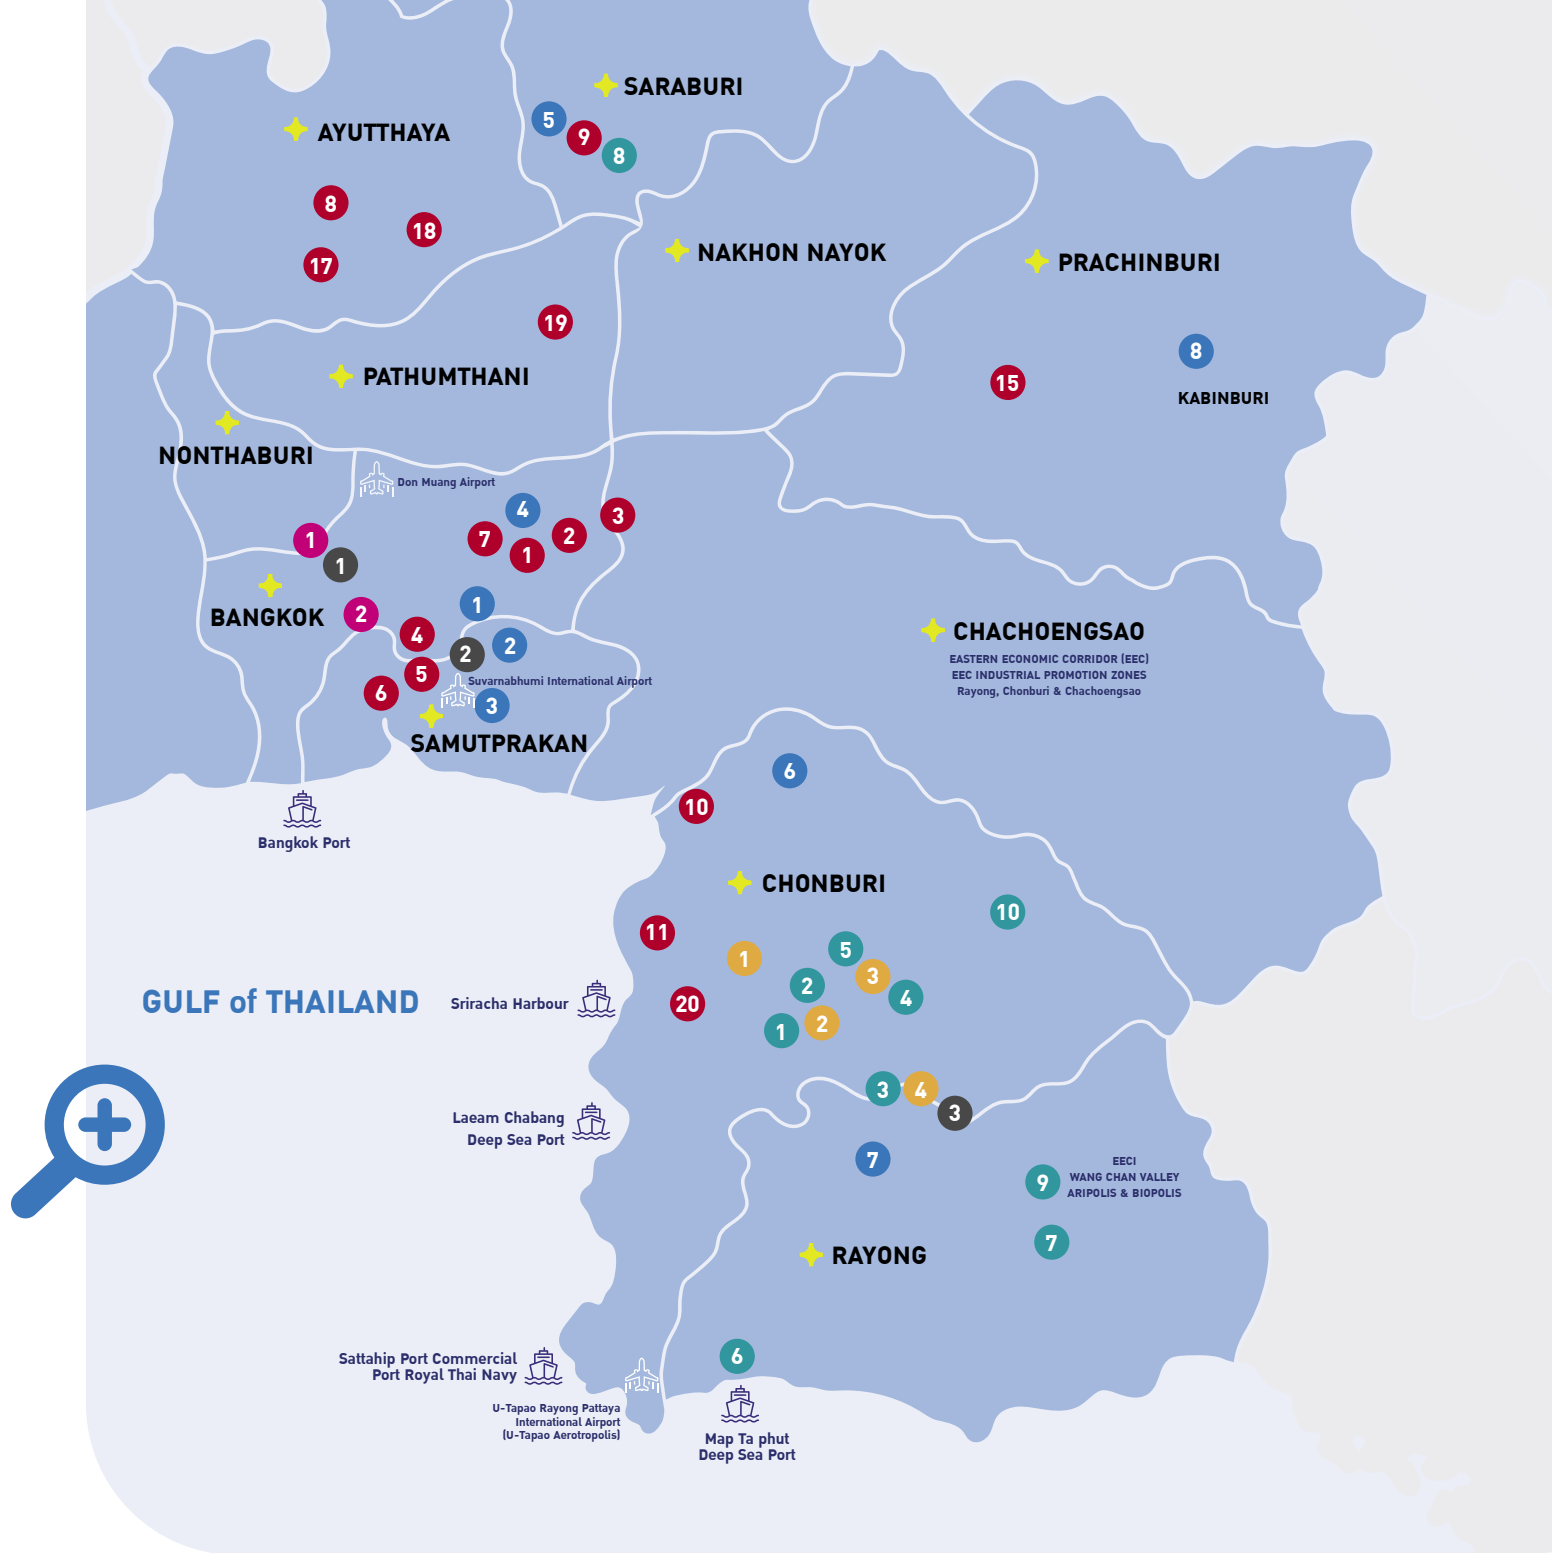 SARABURI
5
9
8
AYUTTHAYA
8
18
17
NAKHON NAYOK
PRACHINBURI
19
8
KABINBURI
15
PATHUMTHANI
NONTHABURI
Don Muang Airport
4
3
7
2
1
1
1
BANGKOK
2
1
4
2
2
5
6
Suvarnabhumi International Airport
3
SAMUTPRAKAN
CHACHOENGSAO
EASTERN ECONOMIC CORRIDOR (EEC)
EEC INDUSTRIAL PROMOTION ZONES
Rayong, Chonburi & Chachoengsao
6
10
Bangkok Port
CHONBURI
10
11
1
5
3
2
4
20
1
2
GULF of THAILAND
Sriracha Harbour
3
4
3
Laeam Chabang
Deep Sea Port
7
9
EECI
WANG CHAN VALLEY
ARIPOLIS & BIOPOLIS
7
RAYONG
6
Sattahip Port Commercial
Port Royal Thai Navy
U-Tapao Rayong Pattaya
International Airport
(U-Tapao Aerotropolis)
Map Ta phut
Deep Sea Port